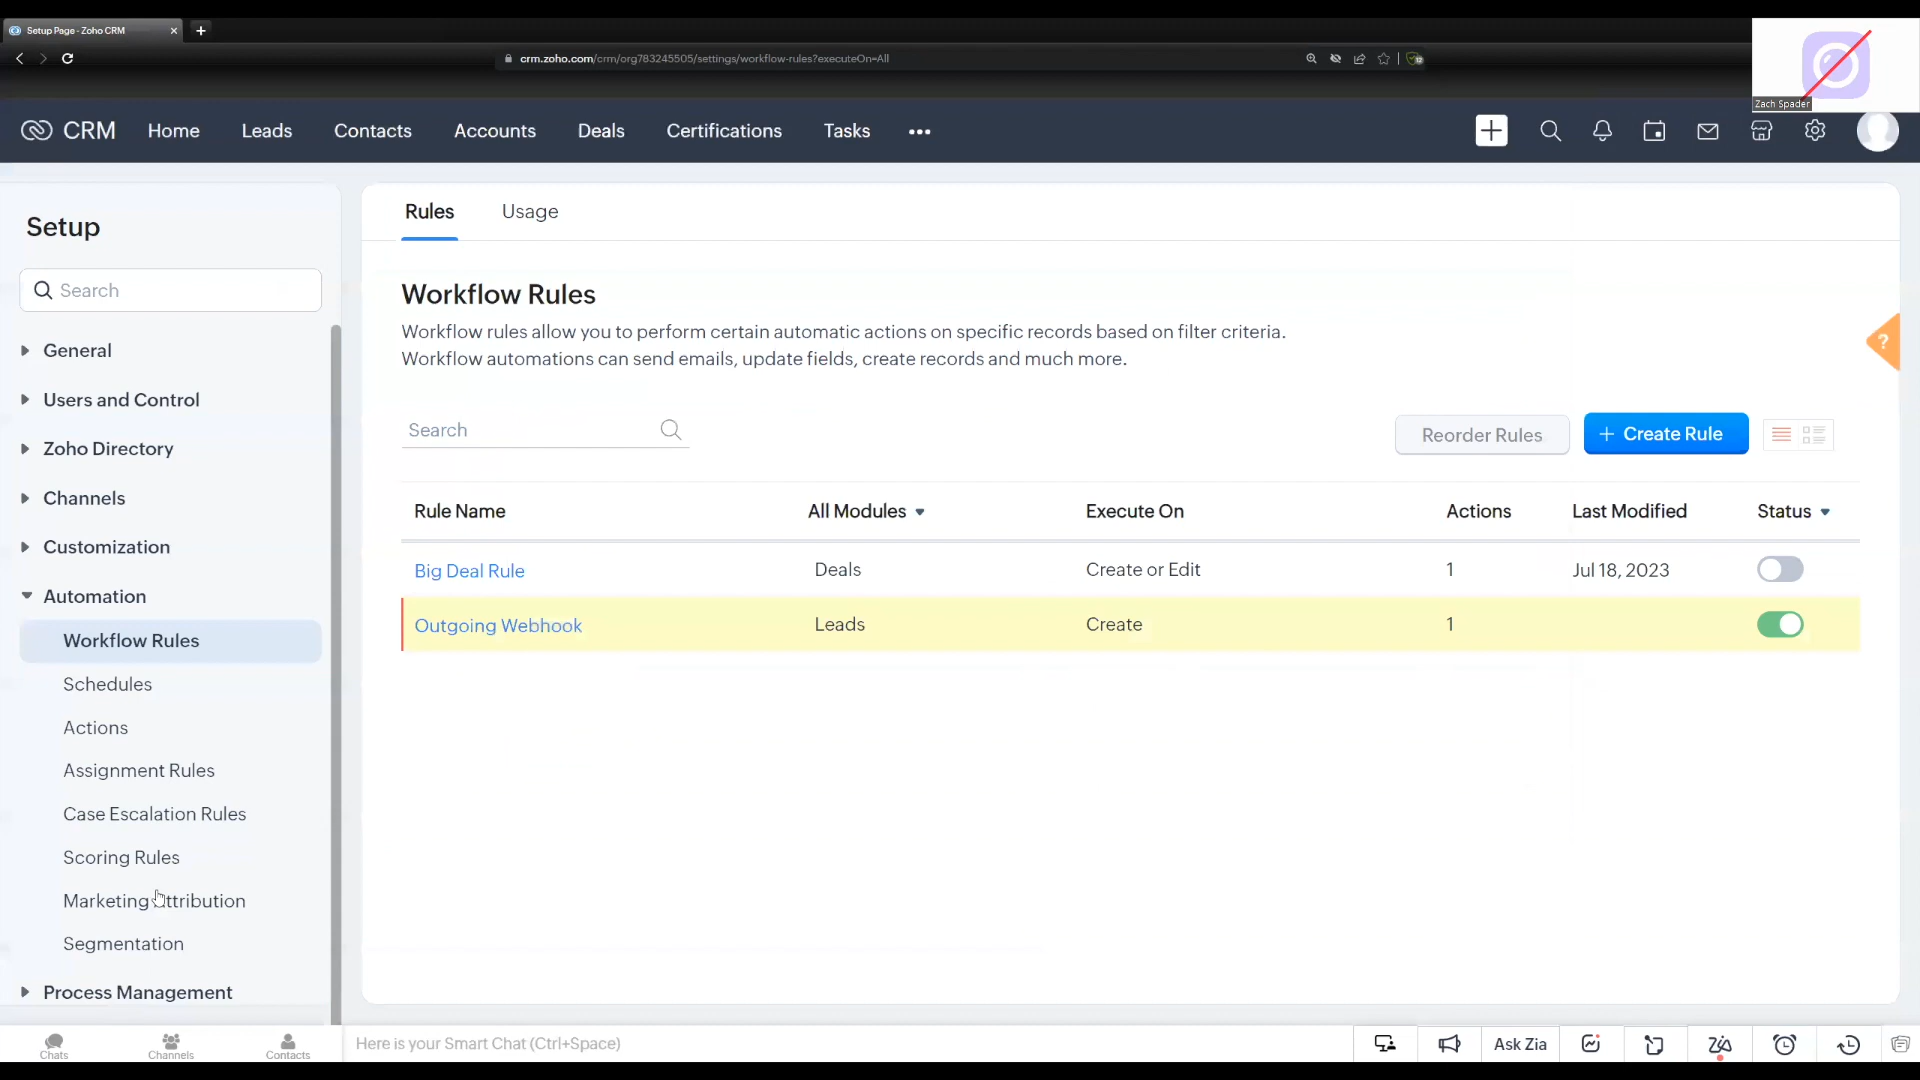 Setup Page - Zoho CRM
crm.zoho.com/crm/org783245505/settings/workflow-rules?executeOn=All
Zach Spader
CRM Home Leads Contacts Accounts Deals Certifications Tasks
Setup
Search
General
Users and Control
Zoho Directory
Channels
Customization
Automation
Workflow Rules
Schedules
Actions
Assignment Rules
Case Escalation Rules
Scoring Rules
Marketing Attribution
Segmentation
Process Management
Rules Usage
Workflow Rules
Workflow rules allow you to perform certain automatic actions on specific records based on filter criteria.
Workflow automations can send emails, update fields, create records and much more.
Search
Reorder Rules
+ Create Rule
Rule Name All Modules Execute On Actions Last Modified Status
Big Deal Rule Deals Create or Edit 1 Jul 18, 2023
Outgoing Webhook Leads Create 1
?
Chats Channels Contacts
Here is your Smart Chat (Ctrl+Space)
Ask Zia